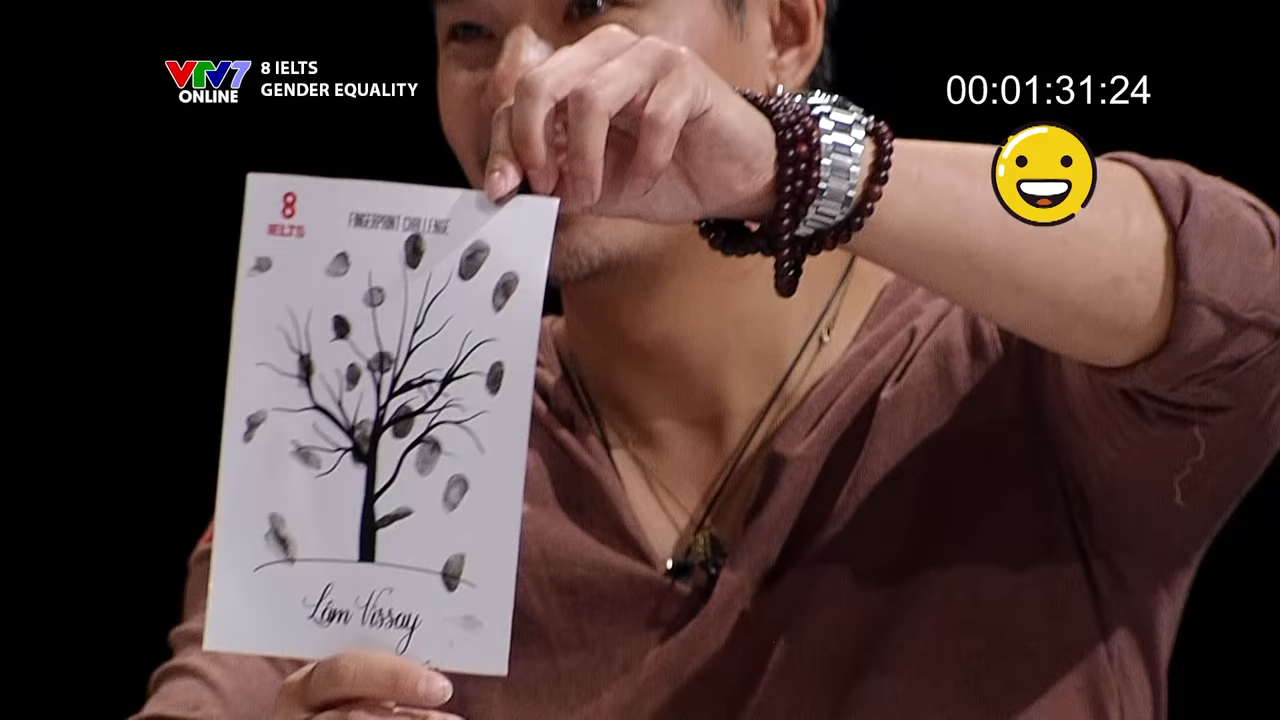 VTV7
ONLINE
8 IELTS
GENDER EQUALITY
00:01:31:24
8
IELTS
FINGERPRINT CHALLENGE
Lâm Vissay